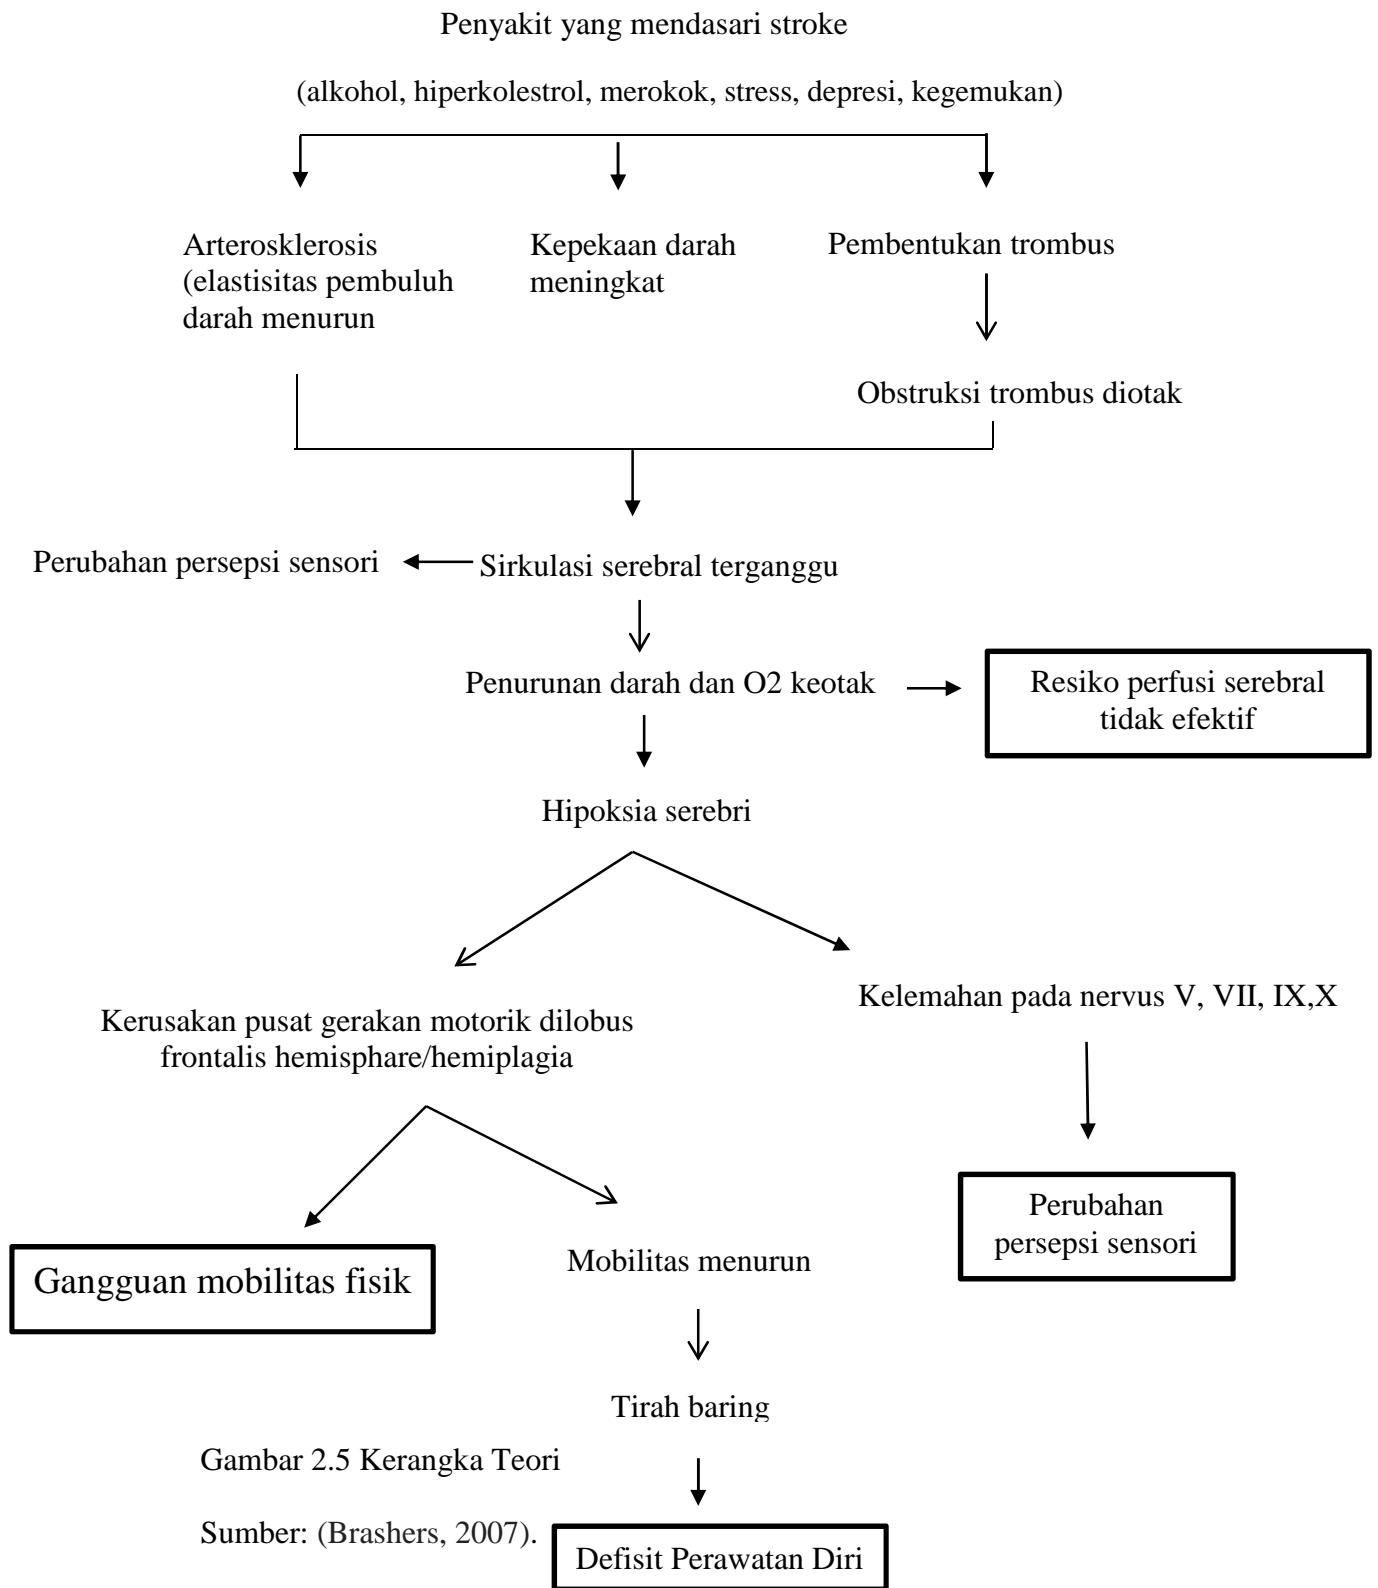 Penyakit yang mendasari stroke
(alkohol, hiperkolestrol, merokok, stress, depresi, kegemukan)
Arterosklerosis
(elastisitas pembuluh
darah menurun
Kepekaan darah
meningkat
Pembentukan trombus
Obstruksi trombus diotak
Perubahan persepsi sensori
Sirkulasi serebral terganggu
Penurunan darah dan O2 keotak
Resiko perfusi serebral
tidak efektif
Hipoksia serebri
Kerusakan pusat gerakan motorik dilobus
frontalis hemisphare/hemiplagia
Kelemahan pada nervus V, VII, IX,X
Gangguan mobilitas fisik
Mobilitas menurun
Perubahan
persepsi sensori
Tirah baring
Gambar 2.5 Kerangka Teori
Sumber: (Brashers, 2007).
Defisit Perawatan Diri